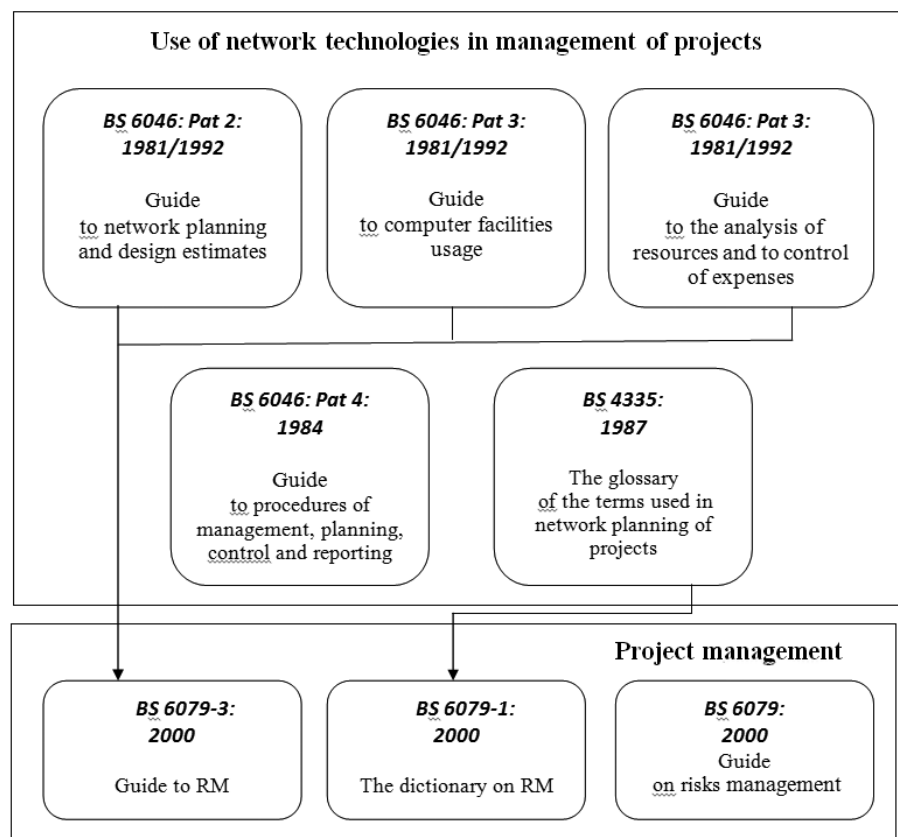 Use of network technologies in management of projects
BS 6046: Pat 2:
1981/1992
Guide
to network planning
and design estimates
BS 6046: Pat 3:
1981/1992
Guide
to computer facilities
usage
BS 6046: Pat 3:
1981/1992
Guide
to the analysis of
resources and to control
of expenses
BS 6046: Pat 4:
1984
Guide
to procedures of
management, planning,
control and reporting
BS 4335:
1987
The glossary
of the terms used in
network planning of
projects
Project management
BS 6079-3:
2000
Guide to RM
BS 6079-1:
2000
The dictionary on RM
BS 6079:
2000
Guide
on risks management